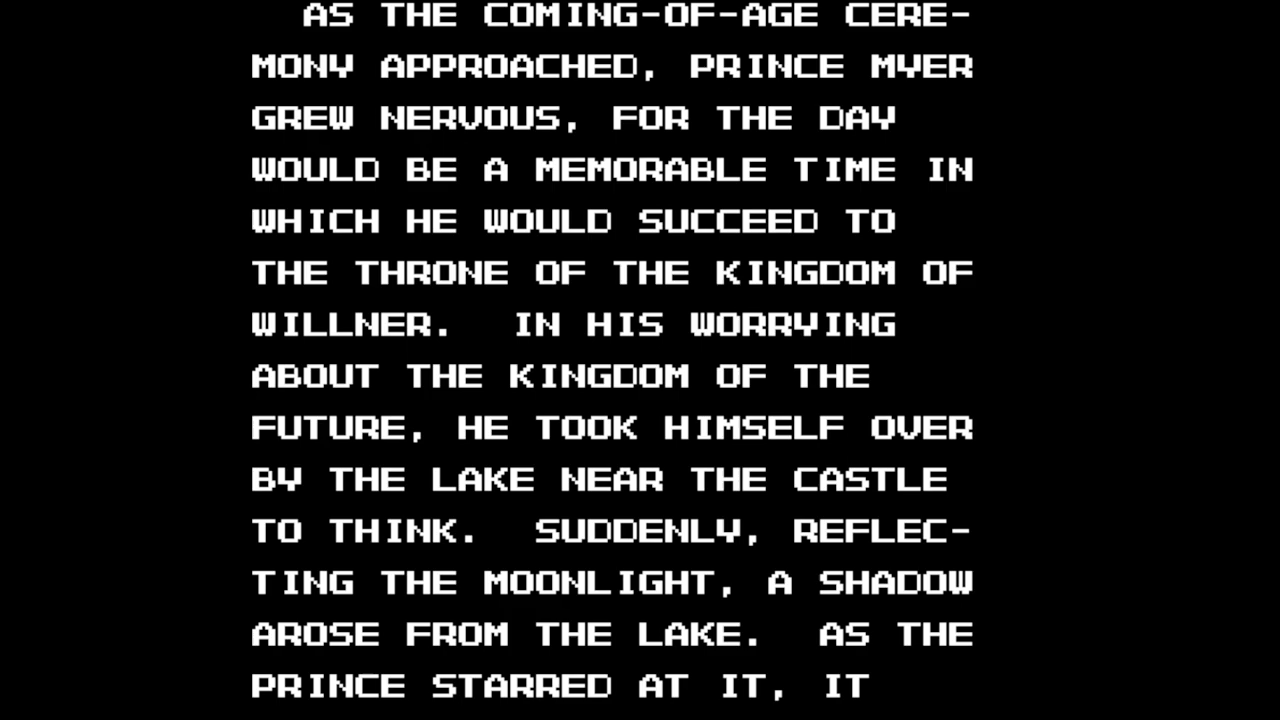 AS THE COMING-OF-AGE CERE-
MONY APPROACHED, PRINCE MYER
GREW NERVOUS, FOR THE DAY
WOULD BE A MEMORABLE TIME IN
WHICH HE WOULD SUCCEED TO
THE THRONE OF THE KINGDOM OF
WILLNER.  IN HIS WORRYING
ABOUT THE KINGDOM OF THE
FUTURE, HE TOOK HIMSELF OVER
BY THE LAKE NEAR THE CASTLE
TO THINK.  SUDDENLY, REFLEC-
TING THE MOONLIGHT, A SHADOW
AROSE FROM THE LAKE.  AS THE
PRINCE STARRED AT IT, IT